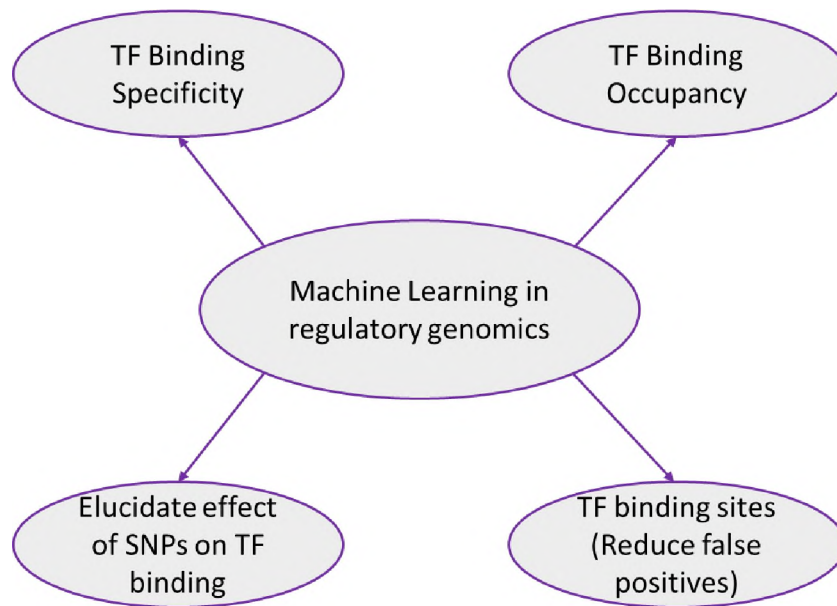 TF Binding
Specificity
TF Binding
Occupancy
Machine Learning in
regulatory genomics
Elucidate effect
of SNPs on TF
binding
TF binding sites
(Reduce false
positives)